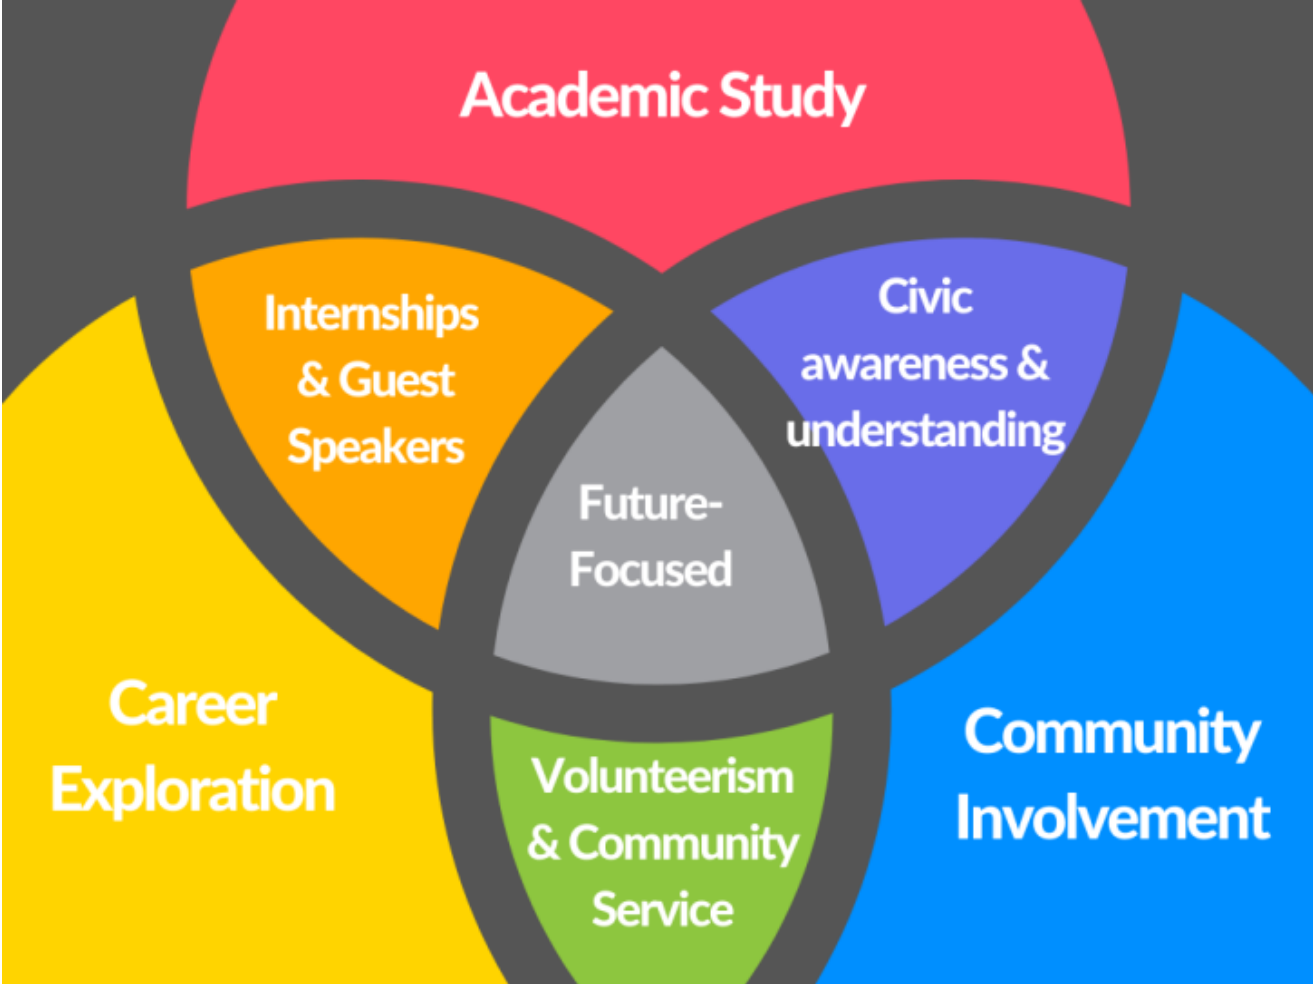 Academic Study
Internships
& Guest
Speakers
Civic
awareness &
understanding
Future-
Focused
Career
Exploration
Community
Involvement
Volunteerism
& Community
Service